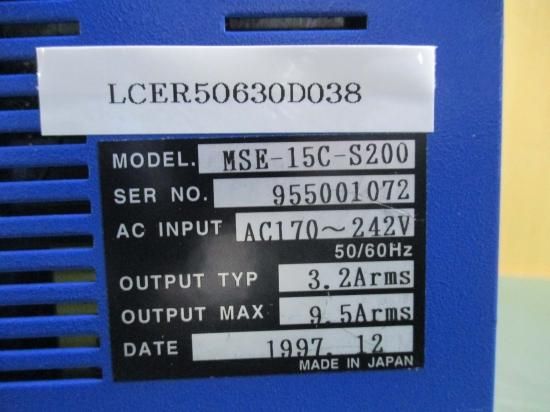 LCER50630D038
MODEL. MSE-15C-S200
SER NO. 955001072
AC INPUT AC170～242V
50/60Hz
OUTPUT TYP 3.2Arms
OUTPUT MAX 9.5Arms
DATE 1997. 12
MADE IN JAPAN